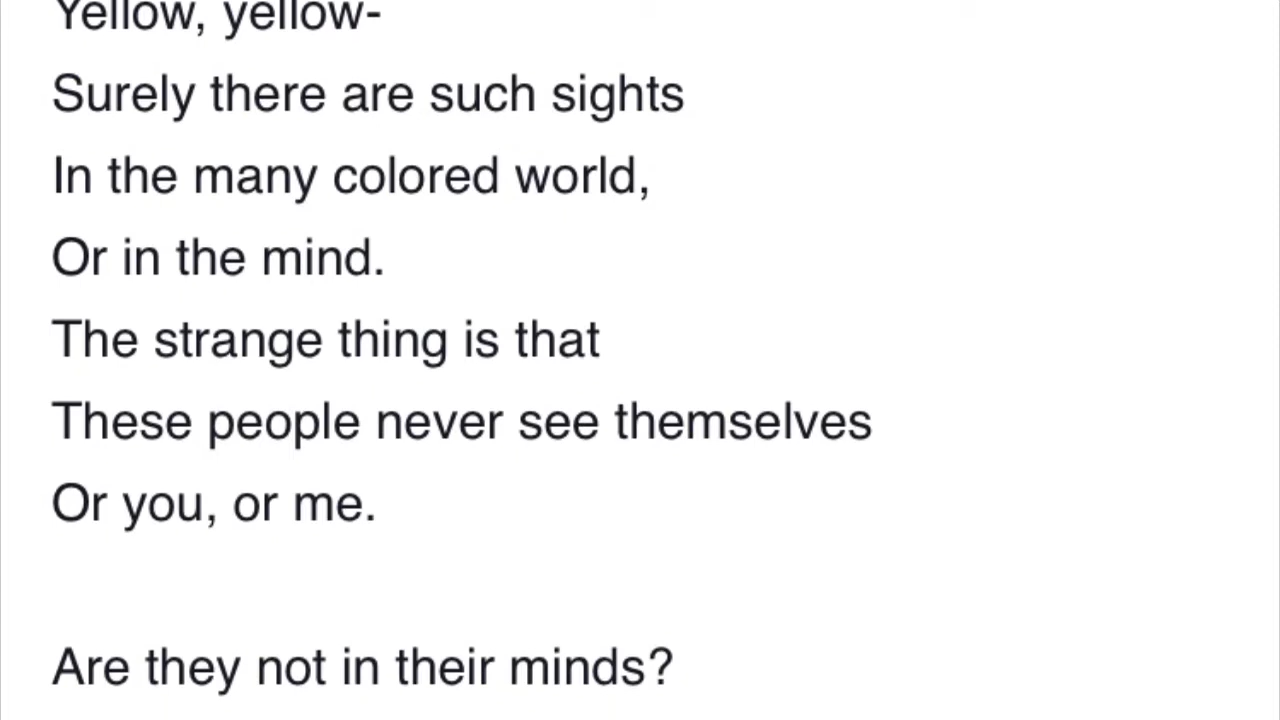 Yellow, yellow-
Surely there are such sights
In the many colored world,
Or in the mind.
The strange thing is that
These people never see themselves
Or you, or me.
Are they not in their minds?